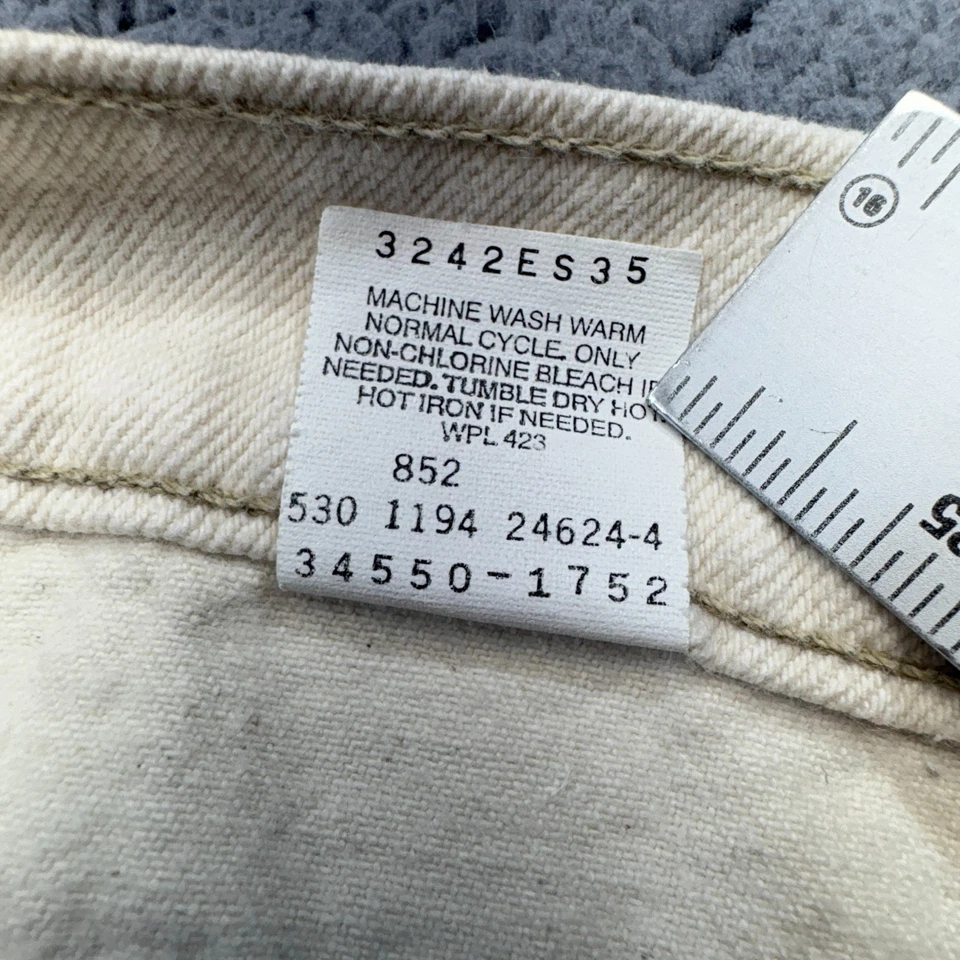 3242ES35
MACHINE WASH WARM
NORMAL CYCLE. ONLY
NON-CHLORINE BLEACH IF
NEEDED. TUMBLE DRY HOT.
HOT IRON IF NEEDED.
WPL 423
852
530 1194 24624-4
34550-1752
16